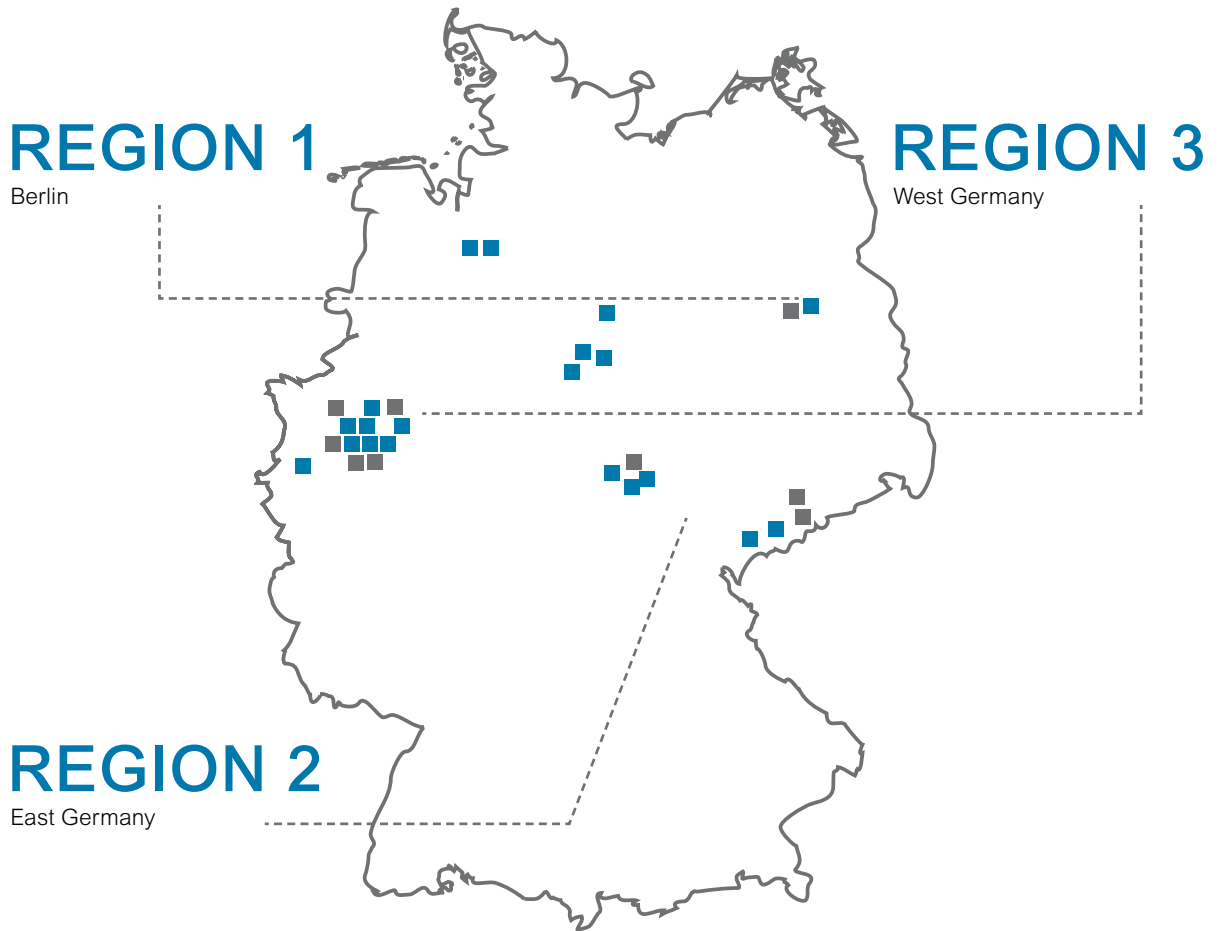 REGION 1
Berlin
REGION 3
West Germany
REGION 2
East Germany